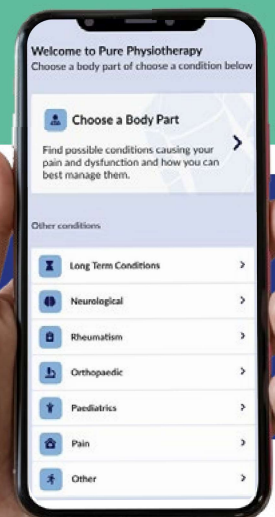 Welcome to Pure Physiotherapy
Choose a body part of choose a condition below
Choose a Body Part
Find possible conditions causing your
pain and dysfunction and how you can
best manage them.
Other conditions
Long Term Conditions
Neurological
Rheumatism
Orthopaedic
Paediatrics
Pain
Other